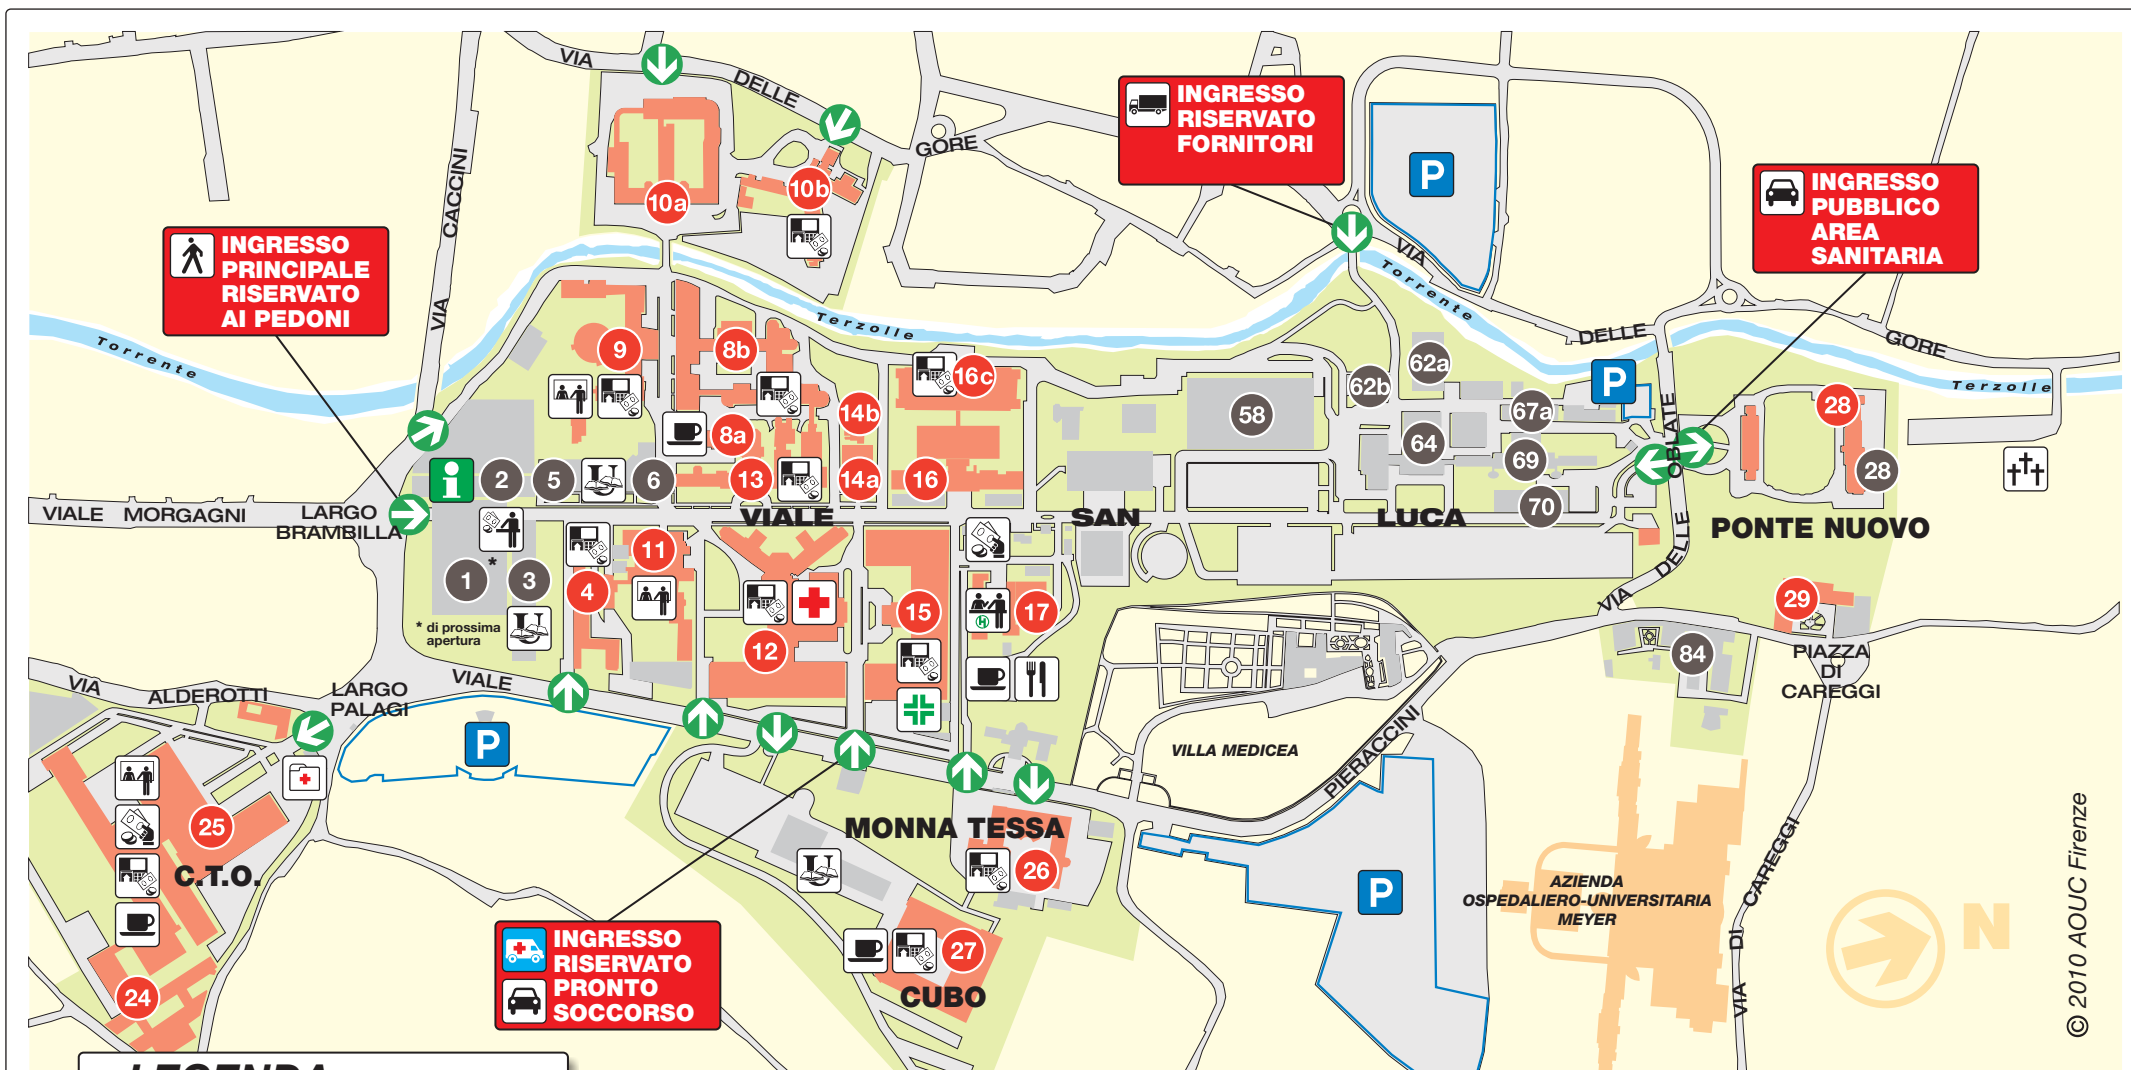 VIA
DELLE
GORE
VIA
CACCINI
INGRESSO
RISERVATO
FORNITORI
P
INGRESSO
PUBBLICO
AREA
SANITARIA
INGRESSO
PRINCIPALE
RISERVATO
AI PEDONI
10a
10b
VIA
DELLE
GORE
Torrente
Terzolle
Torrente
Terzolle
9
8b
16c
62b
62a
P
67a
28
28
14b
8a
58
64
69
70
i
2
5
U
6
13
14a
16
VIALE MORGAGNI
LARGO
BRAMBILLA
VIALE
SAN
LUCA
VIA
DELLE
OBLATE
PONTE NUOVO
1
*
3
4
11
12
15
17
H
29
84
* di prossima
apertura
U
PIAZZA
DI
CAREGGI
VIA
ALDEROTTI
LARGO
PALAGI
VIALE
PIERACCINI
VILLA MEDICEA
P
25
C.T.O.
24
MONNA TESSA
26
U
27
CUBO
P
AZIENDA
OSPEDALIERO-UNIVERSITARIA
MEYER
VIA DI
CAREGGI
N
INGRESSO
RISERVATO
PRONTO
SOCCORSO
© 2010 AOUC Firenze
LEGENDA